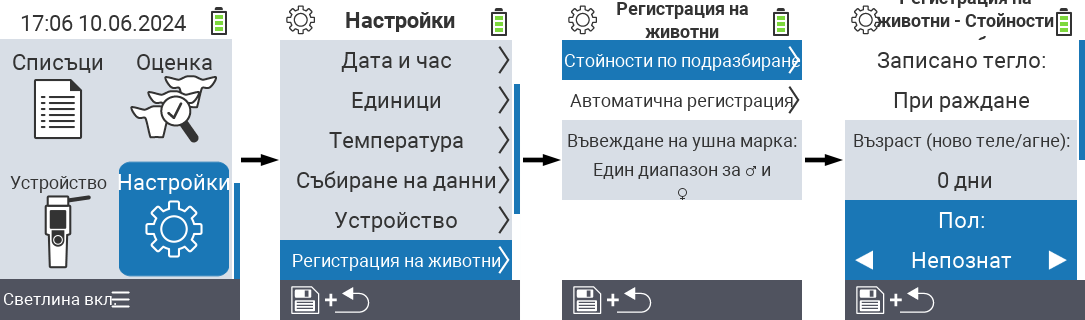 17:06 10.06.2024
Списъци
Оценка
Устройство
Настройки
Светлина вкл.
Настройки
Дата и час
Единици
Температура
Събиране на данни
Устройство
Регистрация на животни
+
Регистрация на
животни
Стойности по подразбиране
Автоматична регистрация
Въвеждане на ушна марка:
Един диапазон за ♂ и
♀
+
Регистрация на
животни - Стойности
Записано тегло:
При раждане
Възраст (ново теле/агне):
0 дни
Пол:
Непознат
+